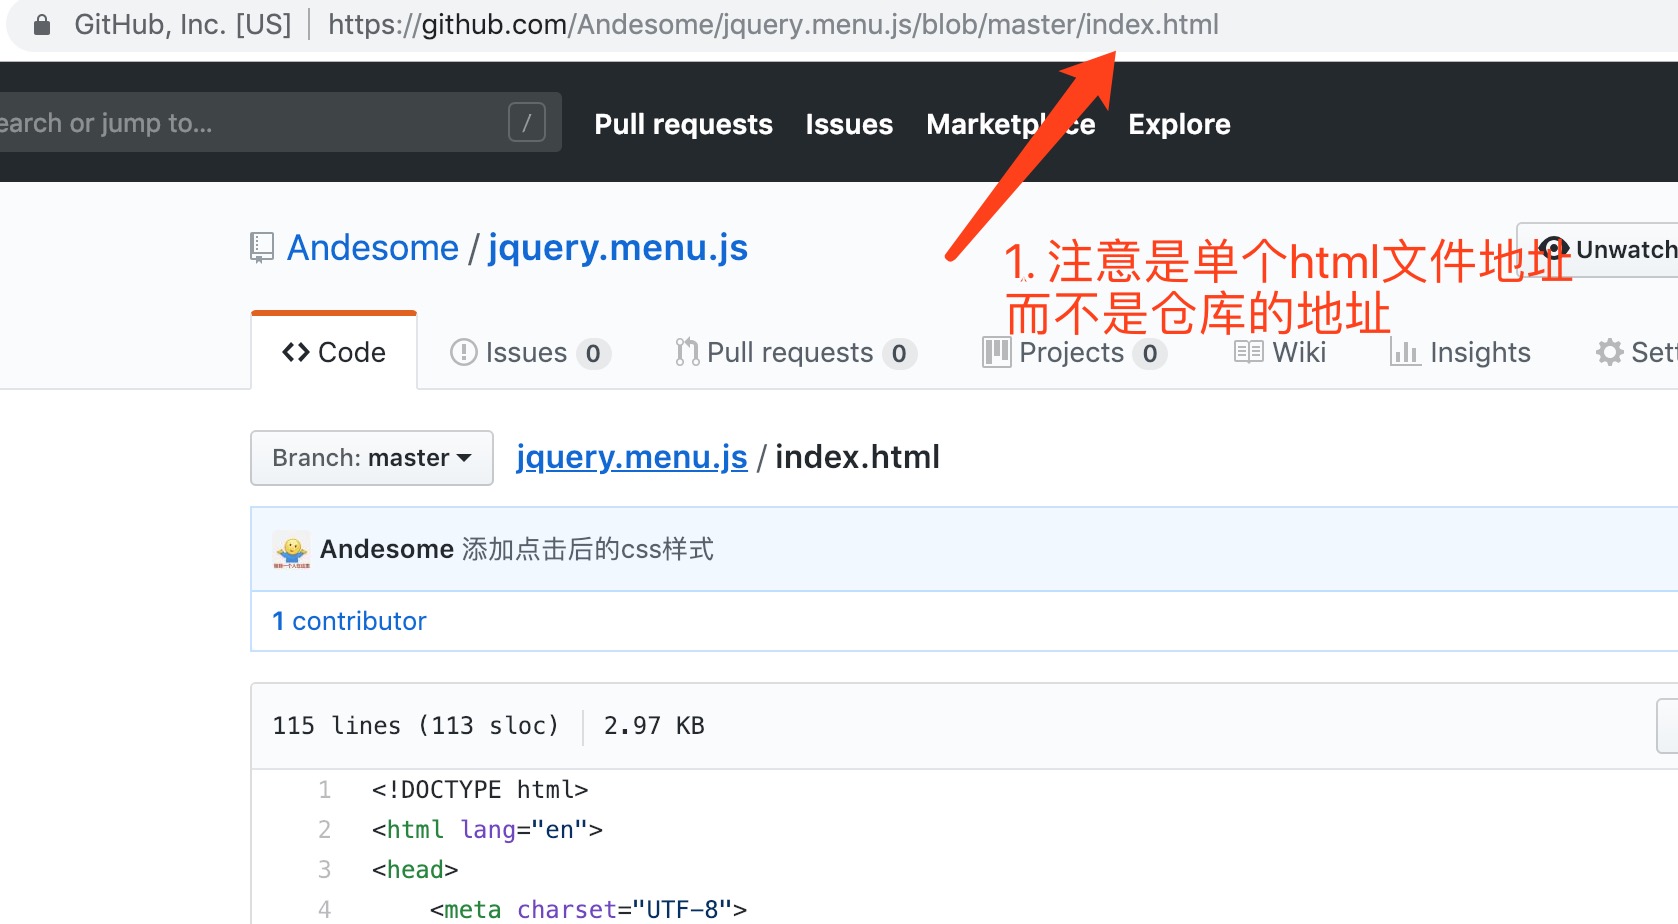 GitHub, Inc. [US] | https://github.com/Andesome/jquery.menu.js/blob/master/index.html
earch or jump to... /
Pull requests Issues Marketplace Explore
Andesome / jquery.menu.js
Unwatch
1. 注意是单个html文件地址
而不是仓库的地址
Code Issues 0 Pull requests 0 Projects 0 Wiki Insights Sett
Branch: master jquery.menu.js / index.html
Andesome 添加点击后的css样式
1 contributor
115 lines (113 sloc) 2.97 KB
1 <!DOCTYPE html>
2 <html lang="en">
3 <head>
4 <meta charset="UTF-8">